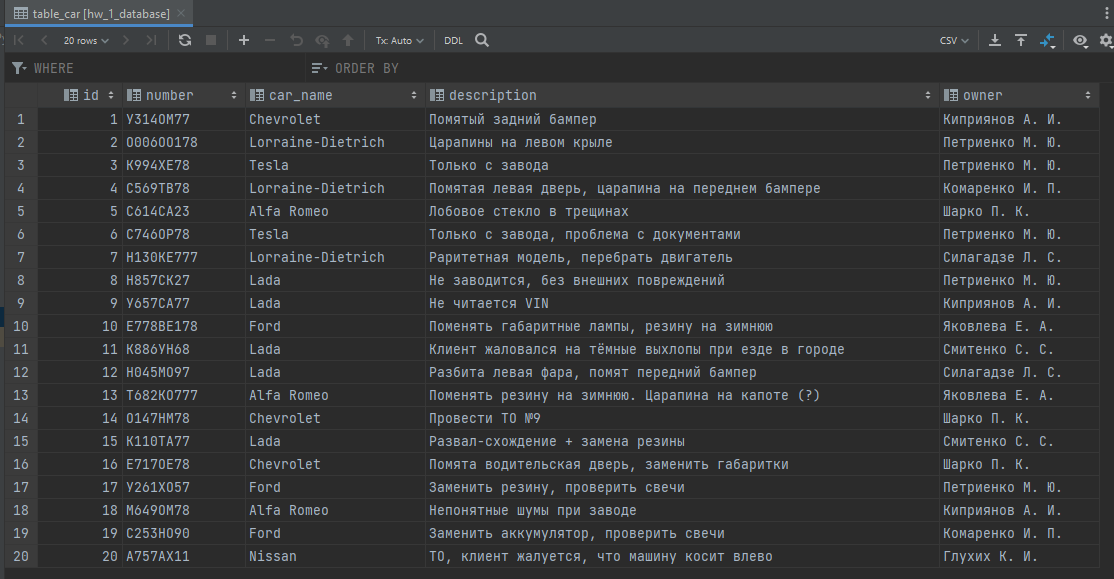 table_car [hw_1_database]
20 rows Tx: Auto DDL CSV
WHERE ORDER BY
id number car_name description owner
1 1 У314ОМ77 Chevrolet Помятый задний бампер Киприянов А. И.
2 2 О006ОО178 Lorraine-Dietrich Царапины на левом крыле Петриенко М. Ю.
3 3 К994ХЕ78 Tesla Только с завода Петриенко М. Ю.
4 4 С569ТВ78 Lorraine-Dietrich Помятая левая дверь, царапина на переднем бампере Комаренко И. П.
5 5 С614СА23 Alfa Romeo Лобовое стекло в трещинах Шарко П. К.
6 6 С746ОР78 Tesla Только с завода, проблема с документами Петриенко М. Ю.
7 7 Н130КЕ777 Lorraine-Dietrich Раритетная модель, перебрать двигатель Силагадзе Л. С.
8 8 Н857СК27 Lada Не заводится, без внешних повреждений Петриенко М. Ю.
9 9 У657СА77 Lada Не читается VIN Киприянов А. И.
10 10 Е778ВЕ178 Ford Поменять габаритные лампы, резину на зимнюю Яковлева Е. А.
11 11 К886УН68 Lada Клиент жаловался на тёмные выхлопы при езде в городе Смитенко С. С.
12 12 Н045МО97 Lada Разбита левая фара, помят передний бампер Силагадзе Л. С.
13 13 Т682КО777 Alfa Romeo Поменять резину на зимнюю. Царапина на капоте (?) Яковлева Е. А.
14 14 О147НМ78 Chevrolet Провести ТО №9 Шарко П. К.
15 15 К110ТА77 Lada Развал-схождение + замена резины Смитенко С. С.
16 16 Е717ОЕ78 Chevrolet Помята водительская дверь, заменить габаритки Шарко П. К.
17 17 У261ХО57 Ford Заменить резину, проверить свечи Петриенко М. Ю.
18 18 М649ОМ78 Alfa Romeo Непонятные шумы при заводе Киприянов А. И.
19 19 С253НО90 Ford Заменить аккумулятор, проверить свечи Комаренко И. П.
20 20 А757АХ11 Nissan ТО, клиент жалуется, что машину косит влево Глухих К. И.